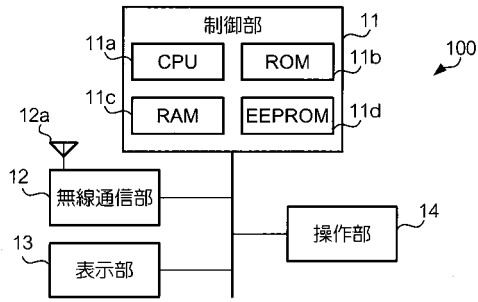 制御部
11
11a
CPU
ROM
11b
100
11c
RAM
EEPROM
11d
12a
12
無線通信部
13
表示部
操作部
14